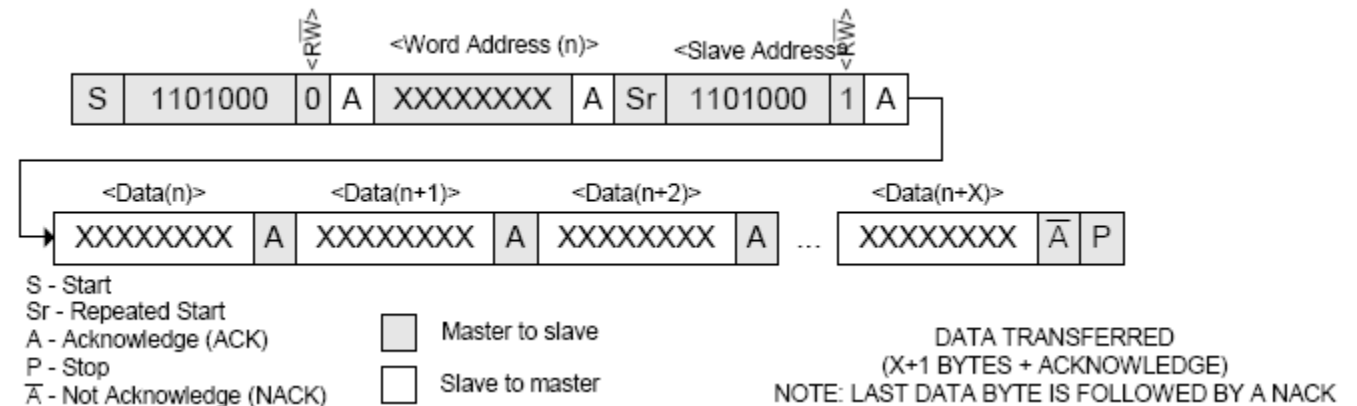 <RW> <Word Address (n)> <Slave Address> <RW>
S 1101000 0 A XXXXXXXX A Sr 1101000 1 A
<Data(n)> <Data(n+1)> <Data(n+2)> <Data(n+X)>
XXXXXXXX A XXXXXXXX A XXXXXXXX A ... XXXXXXXX A̅ P
S - Start
Sr - Repeated Start
A - Acknowledge (ACK)
P - Stop
A̅ - Not Acknowledge (NACK)
Master to slave
Slave to master
DATA TRANSFERRED
(X+1 BYTES + ACKNOWLEDGE)
NOTE: LAST DATA BYTE IS FOLLOWED BY A NACK